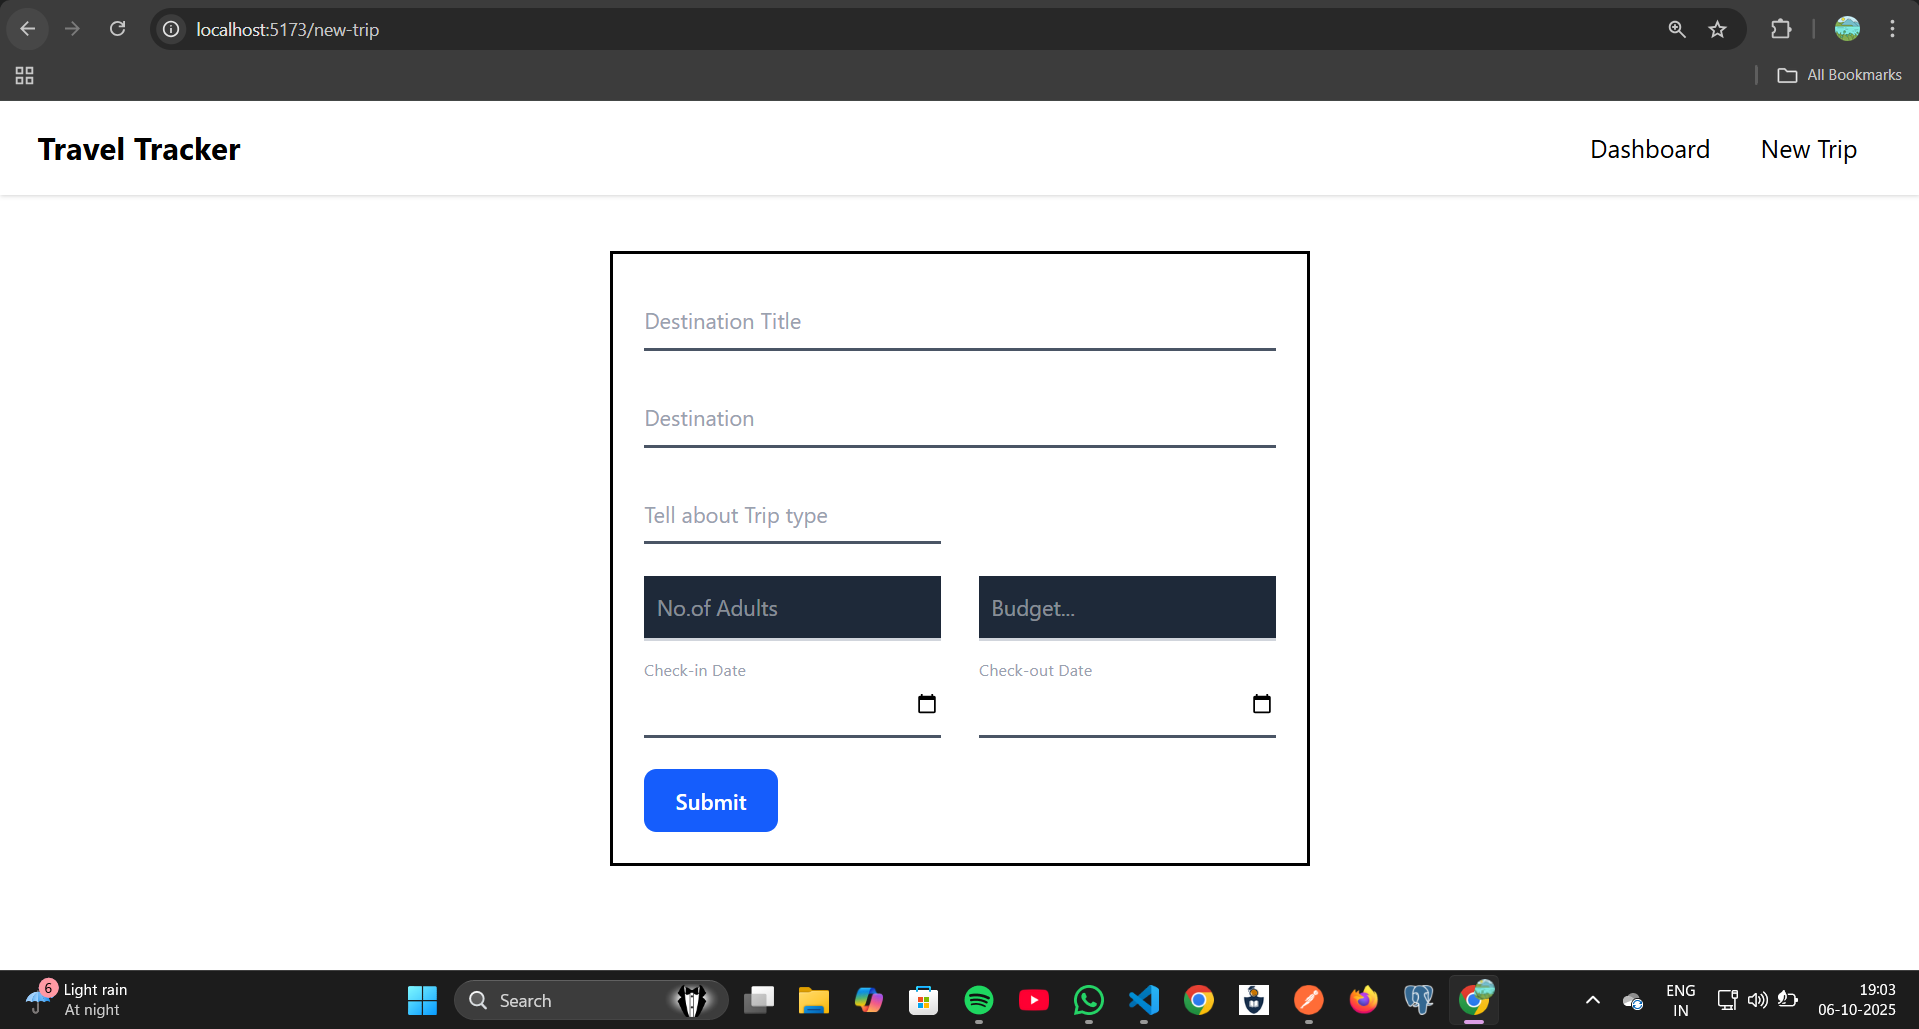 localhost:5173/new-trip
All Bookmarks
Travel Tracker
Dashboard
New Trip
Destination Title
Destination
Tell about Trip type
No.of Adults
Budget...
Check-in Date
Check-out Date
Submit
6
Light rain
At night
Search
ENG
IN
19:03
06-10-2025